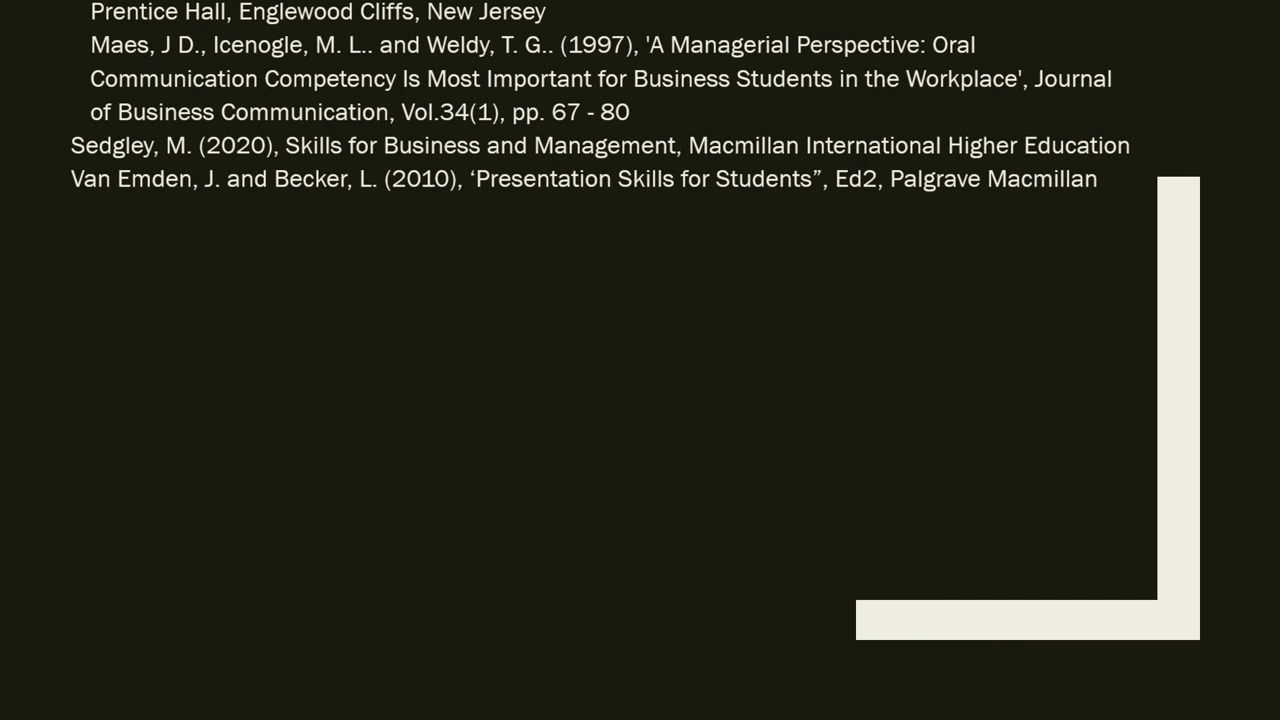 Prentice Hall, Englewood Cliffs, New Jersey
Maes, J D., Icenogle, M. L.. and Weldy, T. G.. (1997), 'A Managerial Perspective: Oral
Communication Competency Is Most Important for Business Students in the Workplace', Journal
of Business Communication, Vol.34(1), pp. 67 - 80
Sedgley, M. (2020), Skills for Business and Management, Macmillan International Higher Education
Van Emden, J. and Becker, L. (2010), ‘Presentation Skills for Students”, Ed2, Palgrave Macmillan